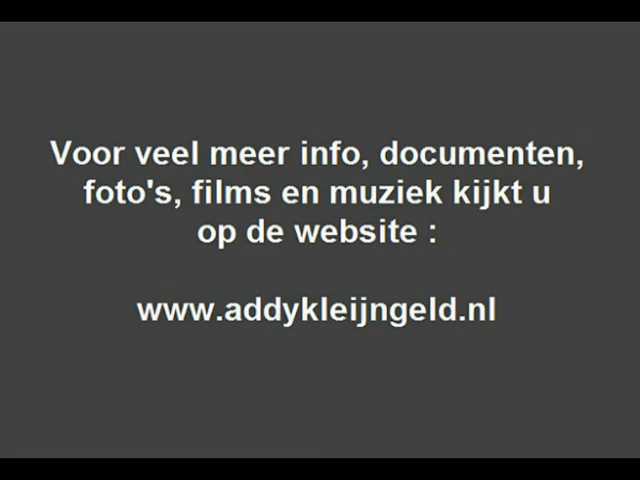 Voor veel meer info, documenten,
foto's, films en muziek kijkt u
op de website :
www.addykleijngeld.nl